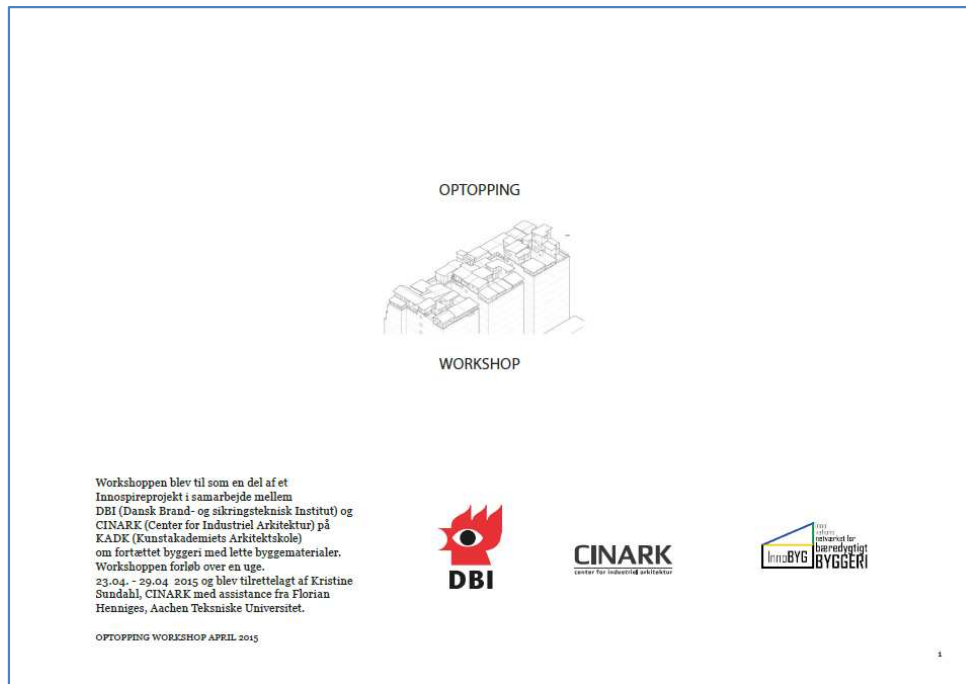 OPTOPPING
WORKSHOP
Workshoppen blev til som en del af et
Innospireprojekt i samarbejde mellem
DBI (Dansk Brand- og sikringsteknisk Institut) og
CINARK (Center for Industriel Arkitektur) på
KADK (Kunstakademiets Arkitektskole)
om fortættet byggeri med lette byggematerialer.
Workshoppen forløb over en uge.
23.04. - 29.04 2015 og blev tilrettelagt af Kristine
Sundahl, CINARK med assistance fra Florian
Henniges, Aachen Teksniske Universitet.
OPTOPPING WORKSHOP APRIL 2015
DBI
CINARK
center for industriel arkitektur
InnoBYG
netværket for
bæredygtigt
BYGGERI
1